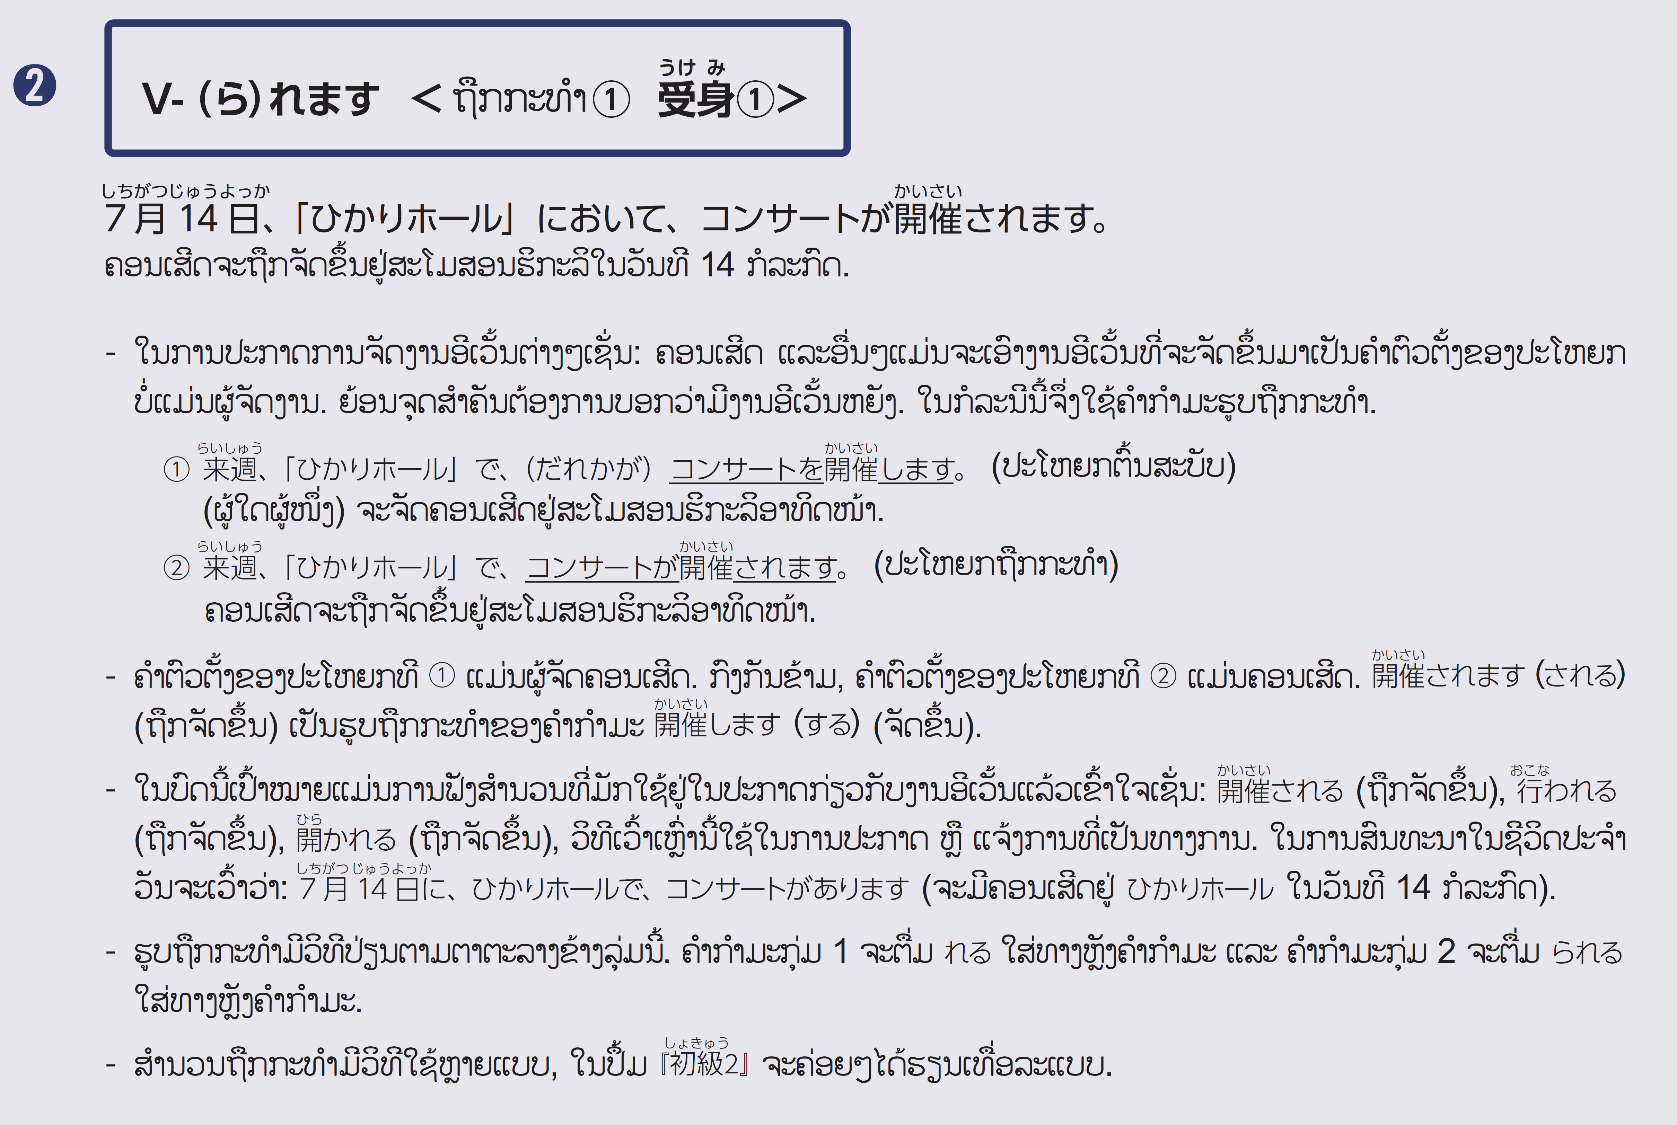 2
うけ み
V-（ら）れます ＜ຖືກກະທຳ① 受身①＞
しちがつじゅうよっか かいさい
7月14日、「ひかりホール」において、コンサートが開催されます。
ຄອນເສີດຈະຖືກຈັດຂຶ້ນຢູ່ສະໂມສອນຮິກະລິໃນວັນທີ 14 ກໍລະກົດ.
- ໃນການປະກາດການຈັດງານອີເວັ້ນຕ່າງໆເຊັ່ນ: ຄອນເສີດ ແລະອື່ນໆແມ່ນຈະເອົາງານອີເວັ້ນທີ່ຈະຈັດຂຶ້ນມາເປັນຄຳຕົວຕັ້ງຂອງປະໂຫຍກ
ບໍ່ແມ່ນຜູ້ຈັດງານ. ຍ້ອນຈຸດສຳຄັນຕ້ອງການບອກວ່າມີງານອີເວັ້ນຫຍັງ. ໃນກໍລະນີນີ້ຈຶ່ງໃຊ້ຄຳກຳມະຮູບຖືກກະທຳ.
らいしゅう かいさい
① 来週、「ひかりホール」で、（だれかが）コンサートを開催します。 (ປະໂຫຍກຕົ້ນສະບັບ)
(ຜູ້ໃດຜູ້ໜຶ່ງ) ຈະຈັດຄອນເສີດຢູ່ສະໂມສອນຮິກະລິອາທິດໜ້າ.
らいしゅう かいさい
② 来週、「ひかりホール」で、コンサートが開催されます。 (ປະໂຫຍກຖືກກະທຳ)
ຄອນເສີດຈະຖືກຈັດຂຶ້ນຢູ່ສະໂມສອນຮິກະລິອາທິດໜ້າ.
かいさい
- ຄຳຕົວຕັ້ງຂອງປະໂຫຍກທີ ① ແມ່ນຜູ້ຈັດຄອນເສີດ. ກົງກັນຂ້າມ, ຄຳຕົວຕັ້ງຂອງປະໂຫຍກທີ ② ແມ່ນຄອນເສີດ. 開催されます (される)
かいさい
(ຖືກຈັດຂຶ້ນ) ເປັນຮູບຖືກກະທຳຂອງຄຳກຳມະ 開催します (する) (ຈັດຂຶ້ນ).
かいさい おこな
- ໃນບົດນີ້ເປົ້າໝາຍແມ່ນການຟັງສຳນວນທີ່ມັກໃຊ້ຢູ່ໃນປະກາດກ່ຽວກັບງານອີເວັ້ນແລ້ວເຂົ້າໃຈເຊັ່ນ: 開催される (ຖືກຈັດຂຶ້ນ), 行われる
ひら
(ຖືກຈັດຂຶ້ນ), 開かれる (ຖືກຈັດຂຶ້ນ), ວິທີເວົ້າເຫຼົ່ານີ້ໃຊ້ໃນການປະກາດ ຫຼື ແຈ້ງການທີ່ເປັນທາງການ. ໃນການສົນທະນາໃນຊີວິດປະຈຳ
しちがつじゅうよっか
ວັນຈະເວົ້າວ່າ: 7月14日に、ひかりホールで、コンサートがあります (ຈະມີຄອນເສີດຢູ່ ひかりホール ໃນວັນທີ 14 ກໍລະກົດ).
- ຮູບຖືກກະທຳມີວິທີປ່ຽນຕາມຕາຕະລາງຂ້າງລຸ່ມນີ້. ຄຳກຳມະກຸ່ມ 1 ຈະຕື່ມ れる ໃສ່ທາງຫຼັງຄຳກຳມະ ແລະ ຄຳກຳມະກຸ່ມ 2 ຈະຕື່ມ られる
ໃສ່ທາງຫຼັງຄຳກຳມະ.
しょきゅう
- ສຳນວນຖືກກະທຳມີວິທີໃຊ້ຫຼາຍແບບ, ໃນປຶ້ມ 『初級2』 ຈະຄ່ອຍໆໄດ້ຮຽນເທື່ອລະແບບ.